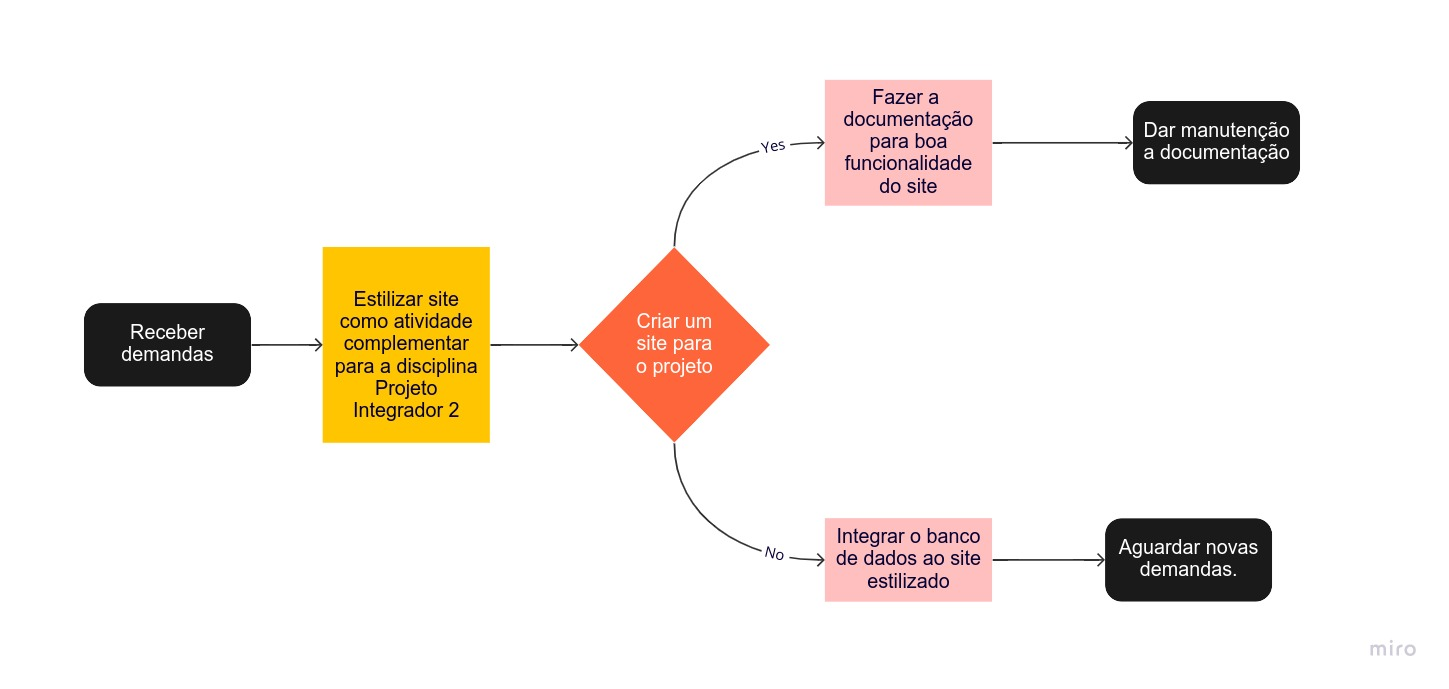 Receber
demandas
Estilizar site
como atividade
complementar
para a disciplina
Projeto
Integrador 2
Criar um
site para
o projeto
Yes
Fazer a
documentação
para boa
funcionalidade
do site
Dar manutenção
a documentação
No
Integrar o banco
de dados ao site
estilizado
Aguardar novas
demandas.
miro